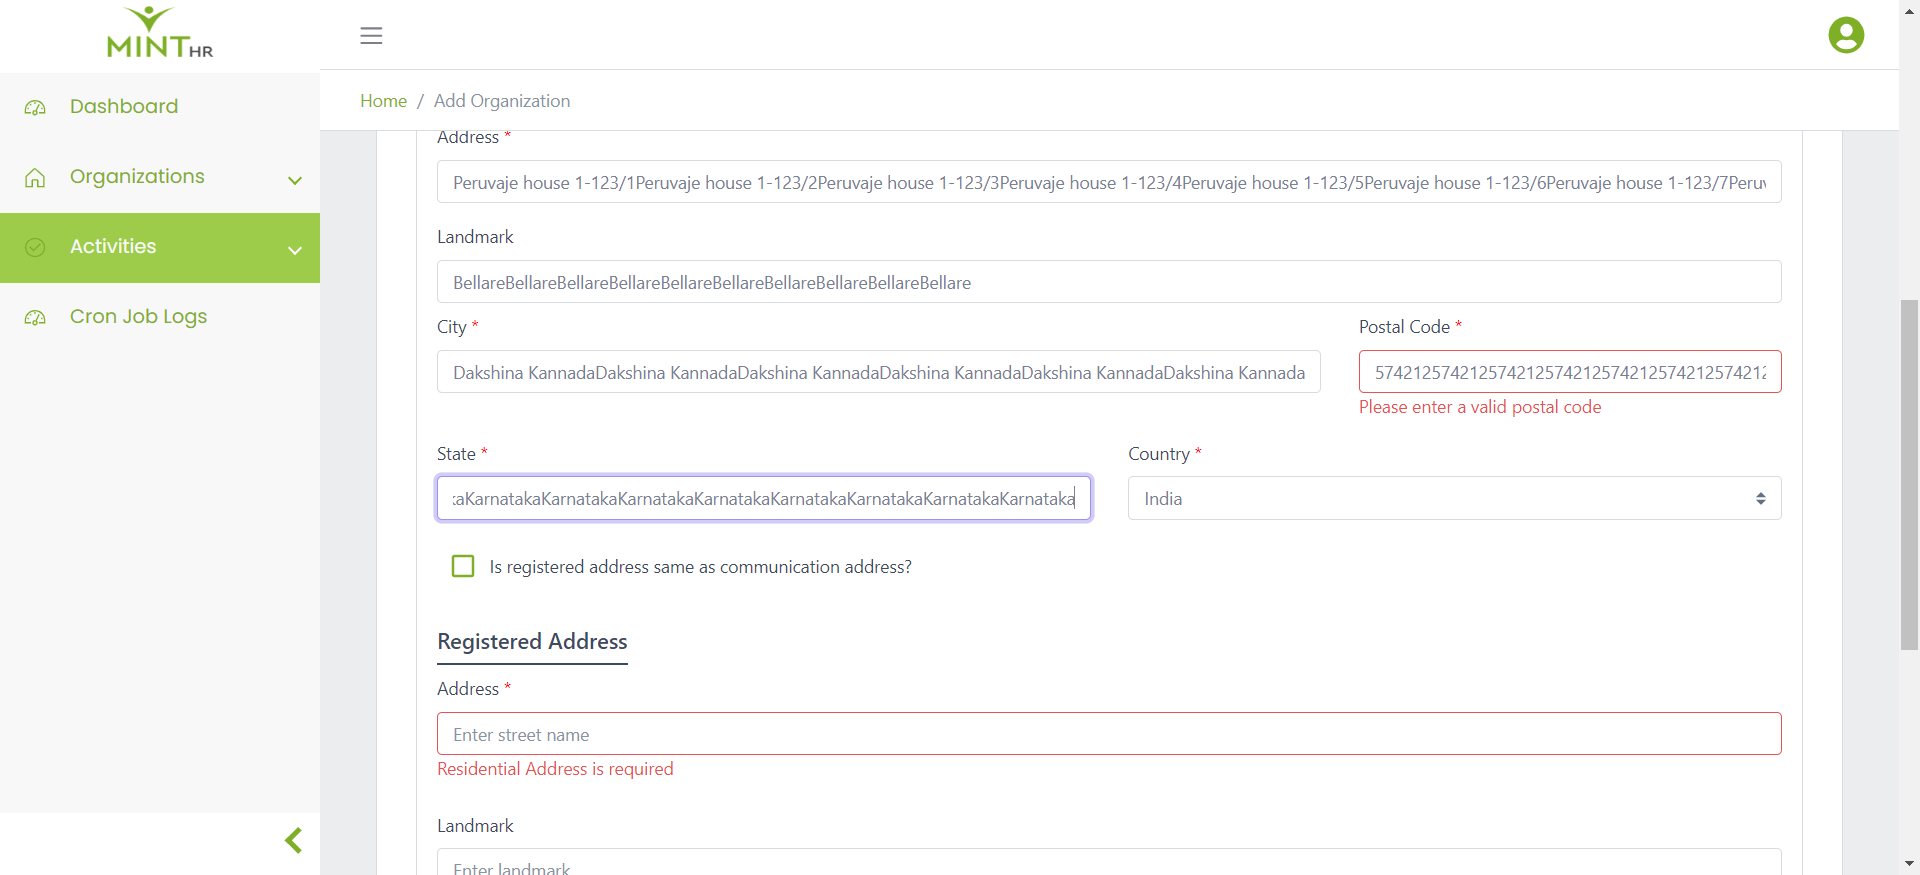 MINT HR
Dashboard
Organizations
Activities
Cron Job Logs
Home / Add Organization
Address *
Peruvaje house 1-123/1Peruvaje house 1-123/2Peruvaje house 1-123/3Peruvaje house 1-123/4Peruvaje house 1-123/5Peruvaje house 1-123/6Peruvaje house 1-123/7Peruv
Landmark
BellareBellareBellareBellareBellareBellareBellareBellareBellareBellare
City *
Dakshina KannadaDakshina KannadaDakshina KannadaDakshina KannadaDakshina KannadaDakshina Kannada
Postal Code *
574212574212574212574212574212574212574212
Please enter a valid postal code
State *
kaKarnatakaKarnatakaKarnatakaKarnatakaKarnatakaKarnatakaKarnatakaKarnataka
Country *
India
Is registered address same as communication address?
Registered Address
Address *
Enter street name
Residential Address is required
Landmark
Enter landmark